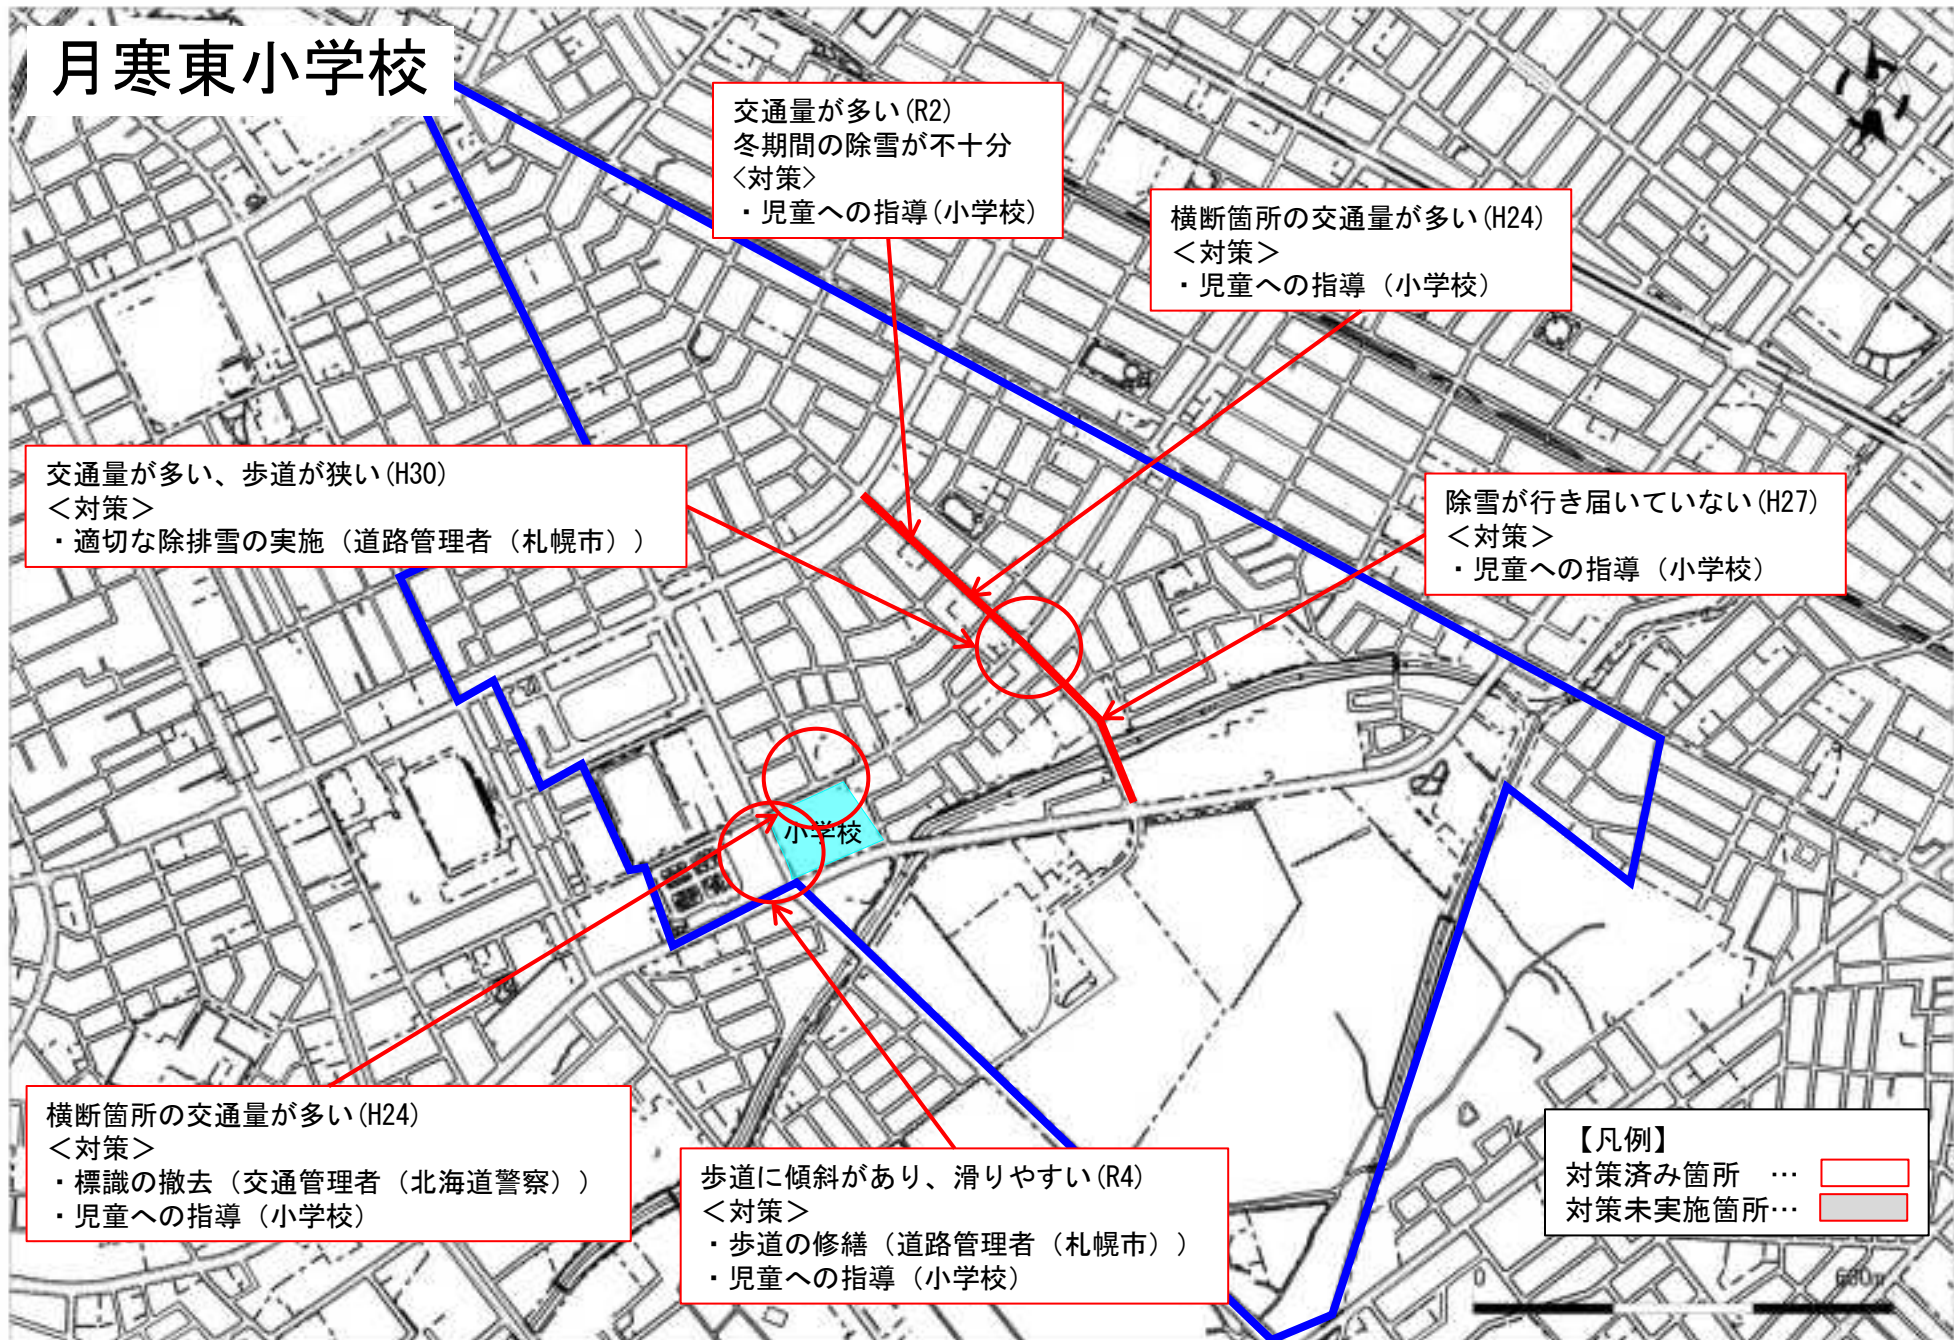 月寒東小学校
交通量が多い(R2)
冬期間の除雪が不十分
<対策>
・児童への指導(小学校)
横断箇所の交通量が多い(H24)
＜対策＞
・児童への指導（小学校）
交通量が多い、歩道が狭い(H30)
＜対策＞
・適切な除排雪の実施（道路管理者（札幌市））
除雪が行き届いていない(H27)
＜対策＞
・児童への指導（小学校）
小学校
横断箇所の交通量が多い(H24)
＜対策＞
・標識の撤去（交通管理者（北海道警察））
・児童への指導（小学校）
歩道に傾斜があり、滑りやすい(R4)
＜対策＞
・歩道の修繕（道路管理者（札幌市））
・児童への指導（小学校）
【凡例】
対策済み箇所　…
対策未実施箇所…
0